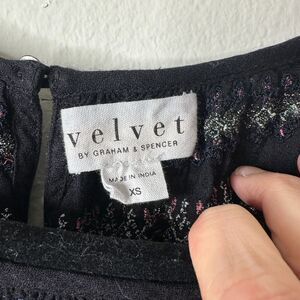 velvet
BY GRAHAM & SPENCER
MADE IN INDIA
XS